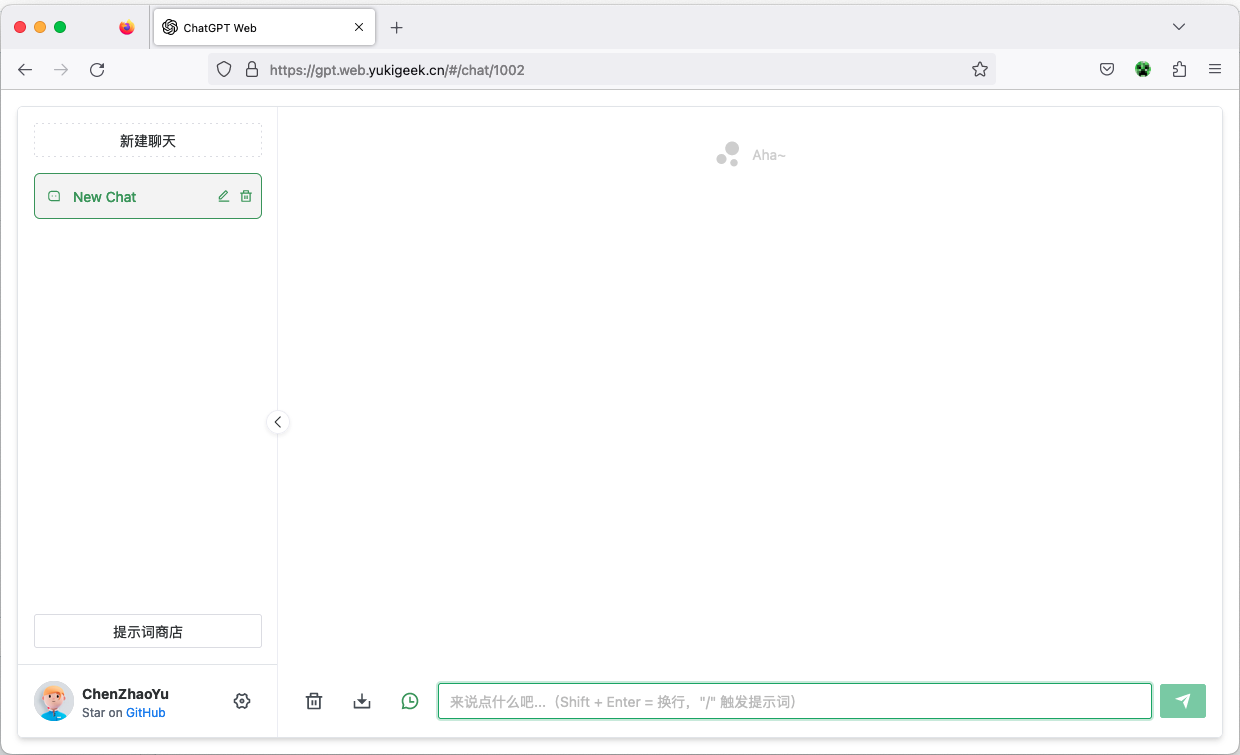 ChatGPT Web
https://gpt.web.yukigeek.cn/#/chat/1002
新建聊天
New Chat
Aha~
提示词商店
ChenZhaoYu
Star on GitHub
来说点什么吧...（Shift + Enter = 换行，"/" 触发提示词）